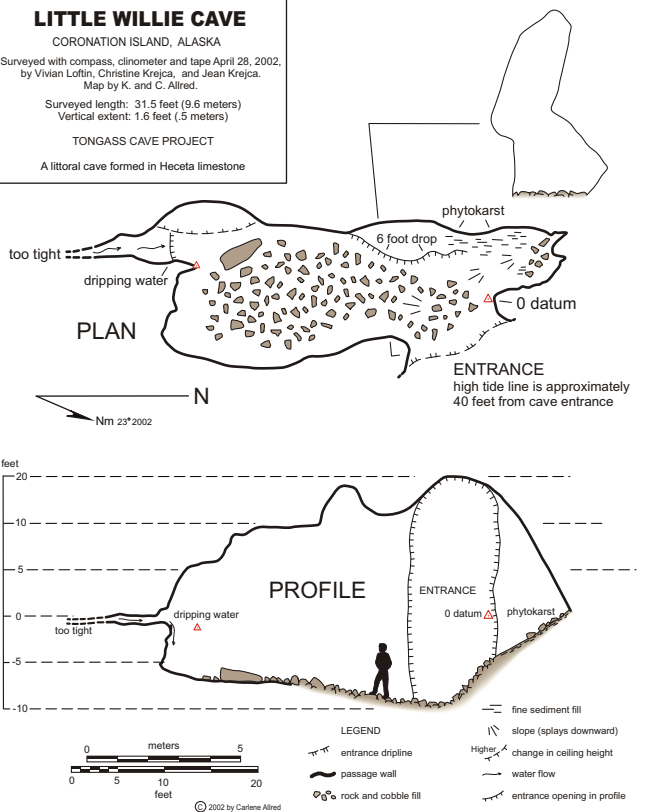 LITTLE WILLIE CAVE
CORONATION ISLAND, ALASKA
Surveyed with compass, clinometer and tape April 28, 2002,
by Vivian Loftin, Christine Krejca, and Jean Krejca.
Map by K. and C. Allred.
Surveyed length: 31.5 feet (9.6 meters)
Vertical extent: 1.6 feet (.5 meters)
TONGASS CAVE PROJECT
A littoral cave formed in Heceta limestone
phytokarst
6 foot drop
too tight
dripping water
0 datum
PLAN
ENTRANCE
high tide line is approximately
40 feet from cave entrance
N
Nm 23° 2002
feet
20
10
5
0
-5
-10
PROFILE
ENTRANCE
0 datum
phytokarst
dripping water
too tight
LEGEND
entrance dripline
passage wall
rock and cobble fill
fine sediment fill
slope (splays downward)
Higher
change in ceiling height
water flow
entrance opening in profile
meters
0 5
0 5 10 20
feet
© 2002 by Carlene Allred